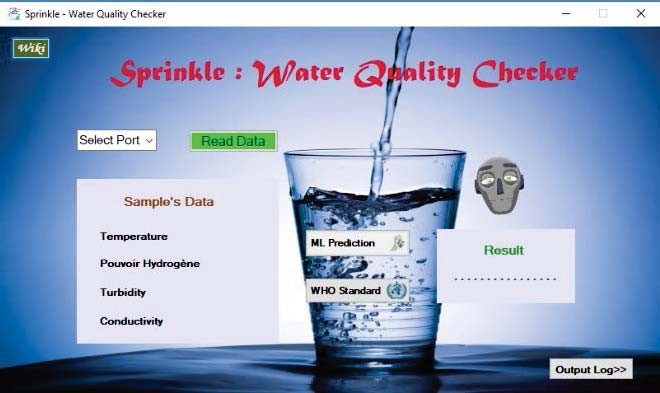 Sprinkle - Water Quality Checker
Wiki
Sprinkle : Water Quality Checker
Select Port
Read Data
Sample's Data
Temperature
Pouvoir Hydrogène
Turbidity
Conductivity
ML Prediction
WHO Standard
Result
- - - - - - - - - - - - - - - -
Output Log>>